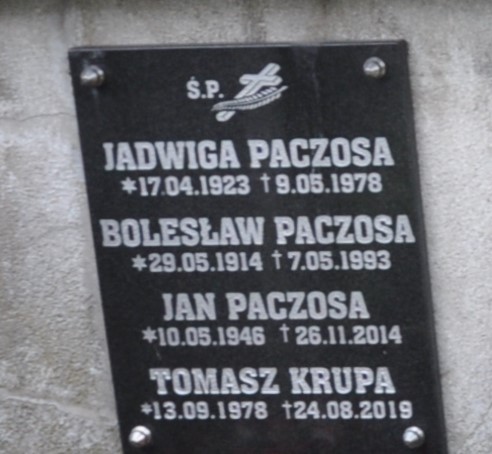 Ś.P.
JADWIGA PACZOSA
*17.04.1923 †9.05.1978
BOLESŁAW PACZOSA
*29.05.1914 †7.05.1993
JAN PACZOSA
*10.05.1946 †26.11.2014
TOMASZ KRUPA
*13.09.1978 †24.08.2019